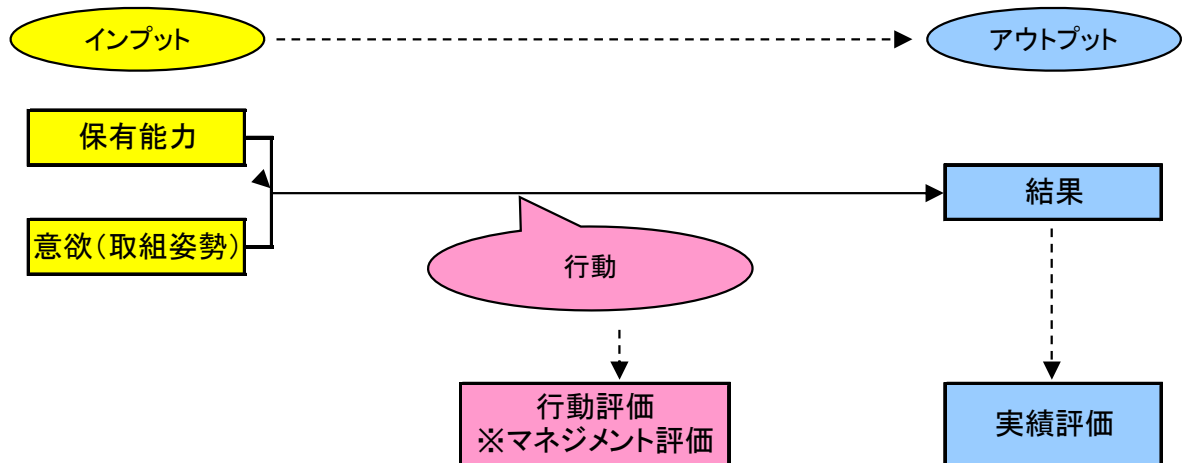 インプット
アウトプット
保有能力
意欲(取組姿勢)
結果
行動
行動評価
※マネジメント評価
実績評価